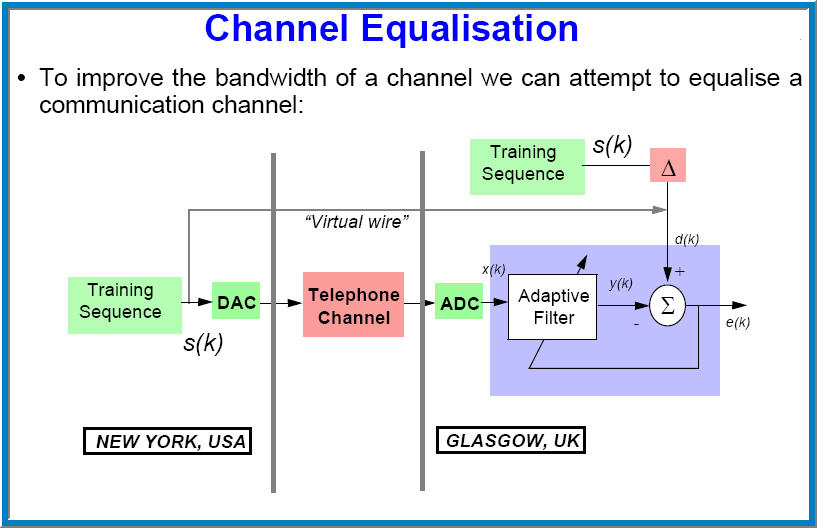 Channel Equalisation
• To improve the bandwidth of a channel we can attempt to equalise a
communication channel:
Training
Sequence
s(k)
Δ
"Virtual wire"
d(k)
+
Training
Sequence
s(k)
DAC
Telephone
Channel
ADC
x(k)
Adaptive
Filter
y(k)
-
Σ
e(k)
NEW YORK, USA
GLASGOW, UK